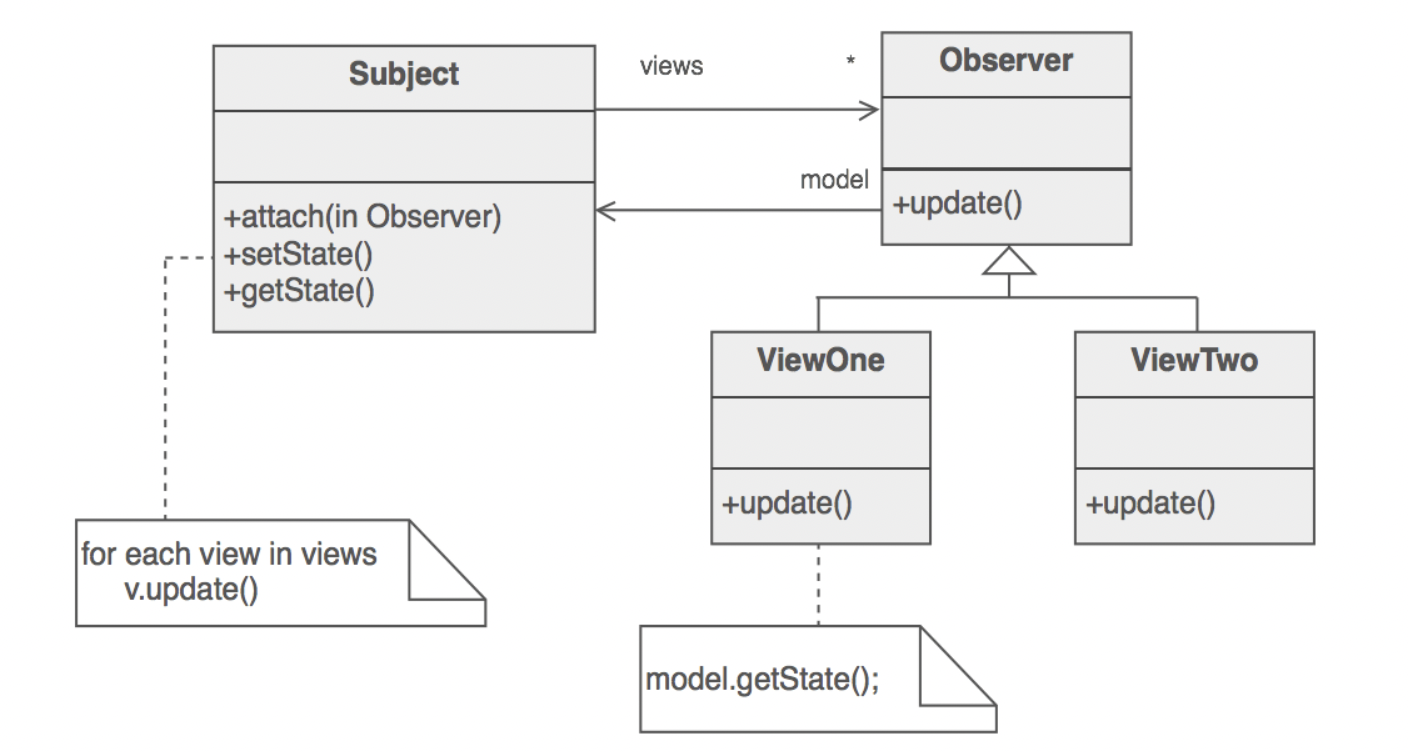 Subject
+attach(in Observer)
+setState()
+getState()
views
*
model
Observer
+update()
ViewOne
+update()
ViewTwo
+update()
for each view in views
v.update()
model.getState();